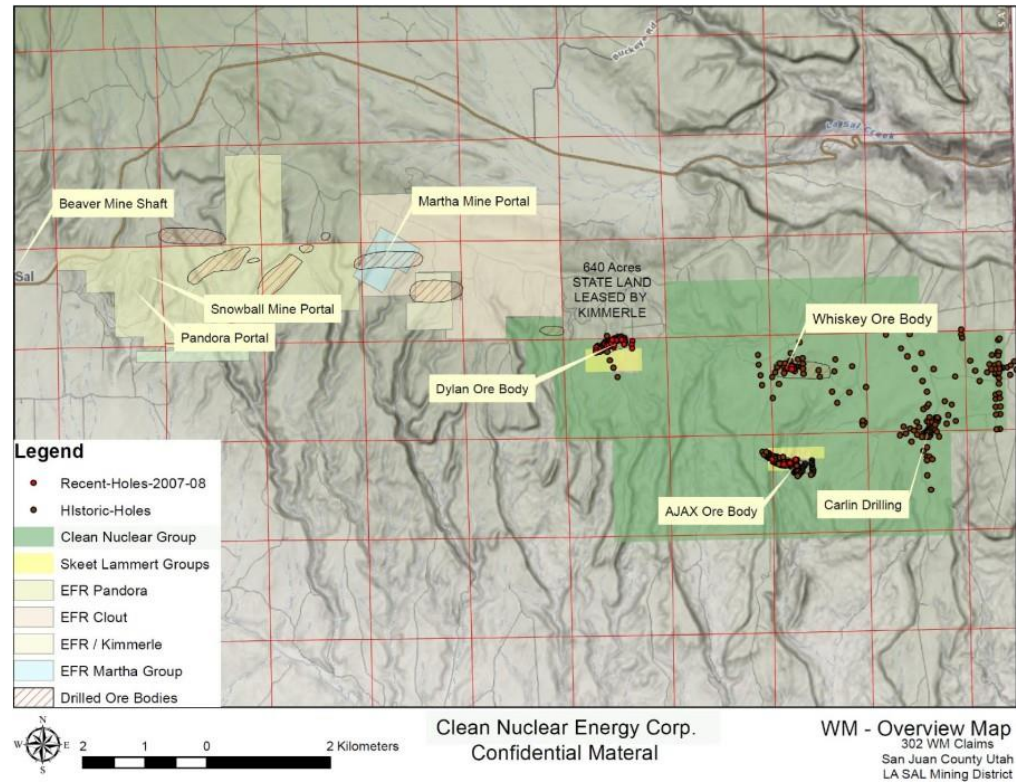 Buckeye Rd
LaSal Creek
Beaver Mine Shaft
Martha Mine Portal
Sal
640 Acres
STATE LAND
LEASED BY
KIMMERLE
Snowball Mine Portal
Whiskey Ore Body
Pandora Portal
Dylan Ore Body
AJAX Ore Body
Carlin Drilling
Legend
Recent-Holes-2007-08
HIstoric-Holes
Clean Nuclear Group
Skeet Lammert Groups
EFR Pandora
EFR Clout
EFR / Kimmerle
EFR Martha Group
Drilled Ore Bodies
N
W
E
S
2 1 0 2 Kilometers
Clean Nuclear Energy Corp.
Confidential Materal
WM - Overview Map
302 WM Claims
San Juan County Utah
LA SAL Mining District